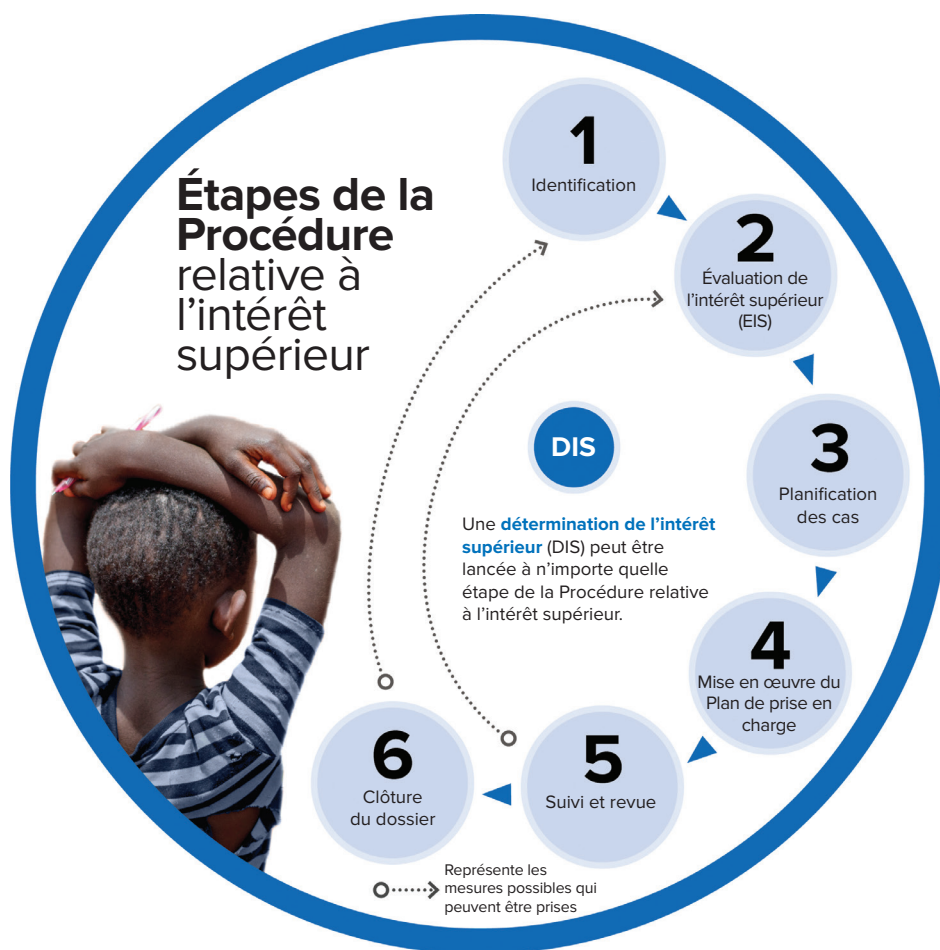 Étapes de la
Procédure
relative à
l’intérêt
supérieur
1
Identification
2
Évaluation de
l’intérêt supérieur
(EIS)
3
Planification
des cas
4
Mise en œuvre du
Plan de prise en
charge
5
Suivi et revue
6
Clôture
du dossier
DIS
Une détermination de l’intérêt
supérieur (DIS) peut être
lancée à n’importe quelle
étape de la Procédure relative
à l’intérêt supérieur.
Représente les
mesures possibles qui
peuvent être prises